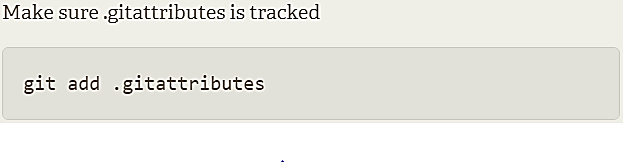 Make sure .gitattributes is tracked
git add .gitattributes